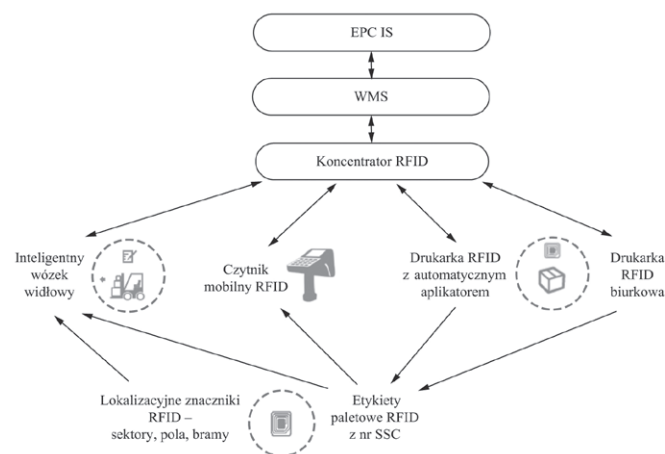 EPC IS
WMS
Koncentrator RFID
Inteligentny
wózek
widłowy
Czytnik
mobilny RFID
Drukarka RFID
z automatycznym
aplikatorem
Drukarka
RFID
biurkowa
Lokalizacyjne znaczniki
RFID –
sektory, pola, bramy
Etykiety
paletowe RFID
z nr SSC